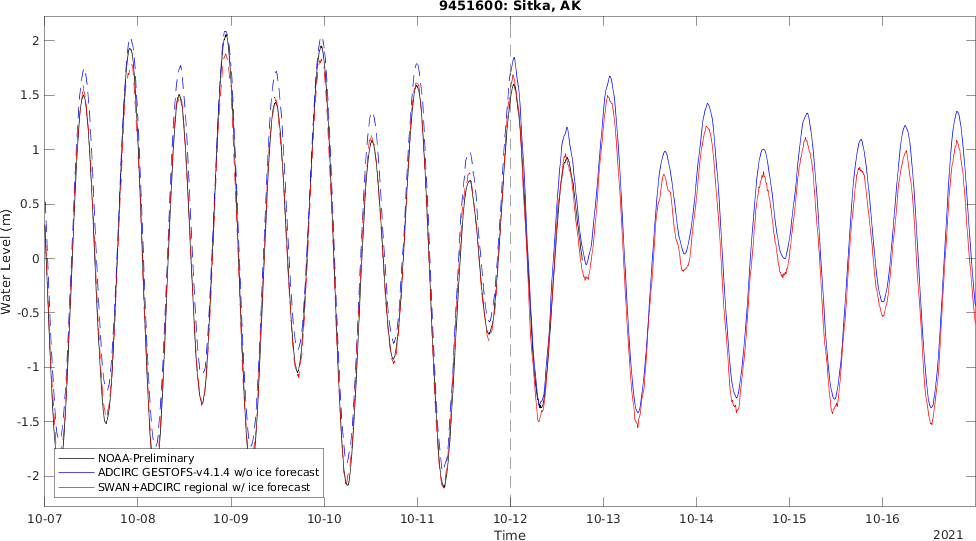 9451600: Sitka, AK
Water Level (m)
2
1.5
1
0.5
0
-0.5
-1
-1.5
-2
NOAA-Preliminary
ADCIRC GESTOFS-v4.1.4 w/o ice forecast
SWAN+ADCIRC regional w/ ice forecast
10-07 10-08 10-09 10-10 10-11 10-12 10-13 10-14 10-15 10-16
Time
2021